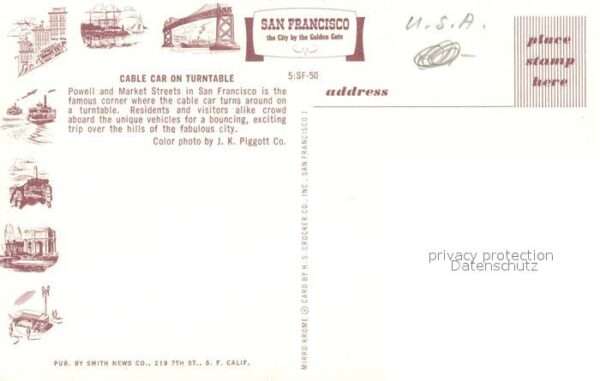 SAN FRANCISCO
the City by the Golden Gate
U.S.A.
place
stamp
here
CABLE CAR ON TURNTABLE
5:SF-50
address
Powell and Market Streets in San Francisco is the
famous corner where the cable car turns around on
a turntable. Residents and visitors alike crowd
aboard the unique vehicles for a bouncing, exciting
trip over the hills of the fabulous city.
Color photo by J. K. Piggott Co.
MIRRO KROME © CARD BY H. S. CROCKER CO., INC., SAN FRANCISCO 1
privacy protection
Datenschutz
PUB. BY SMITH NEWS CO., 219 7TH ST., S. F. CALIF.